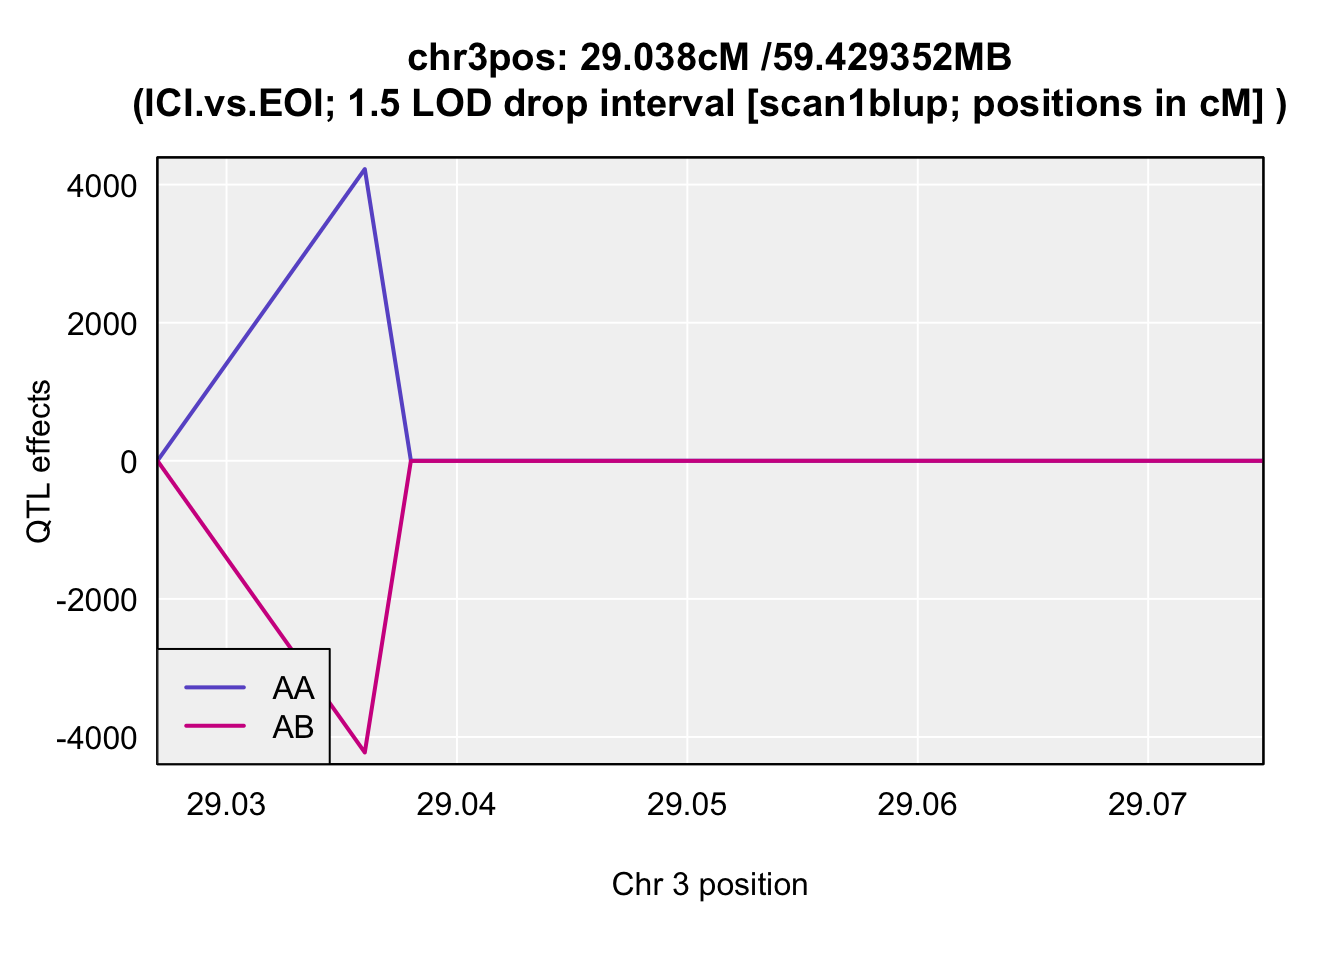 chr3pos: 29.038cM /59.429352MB
(ICI.vs.EOI; 1.5 LOD drop interval [scan1blup; positions in cM] )
QTL effects
4000
2000
0
-2000
-4000
AA
AB
29.03 29.04 29.05 29.06 29.07
Chr 3 position